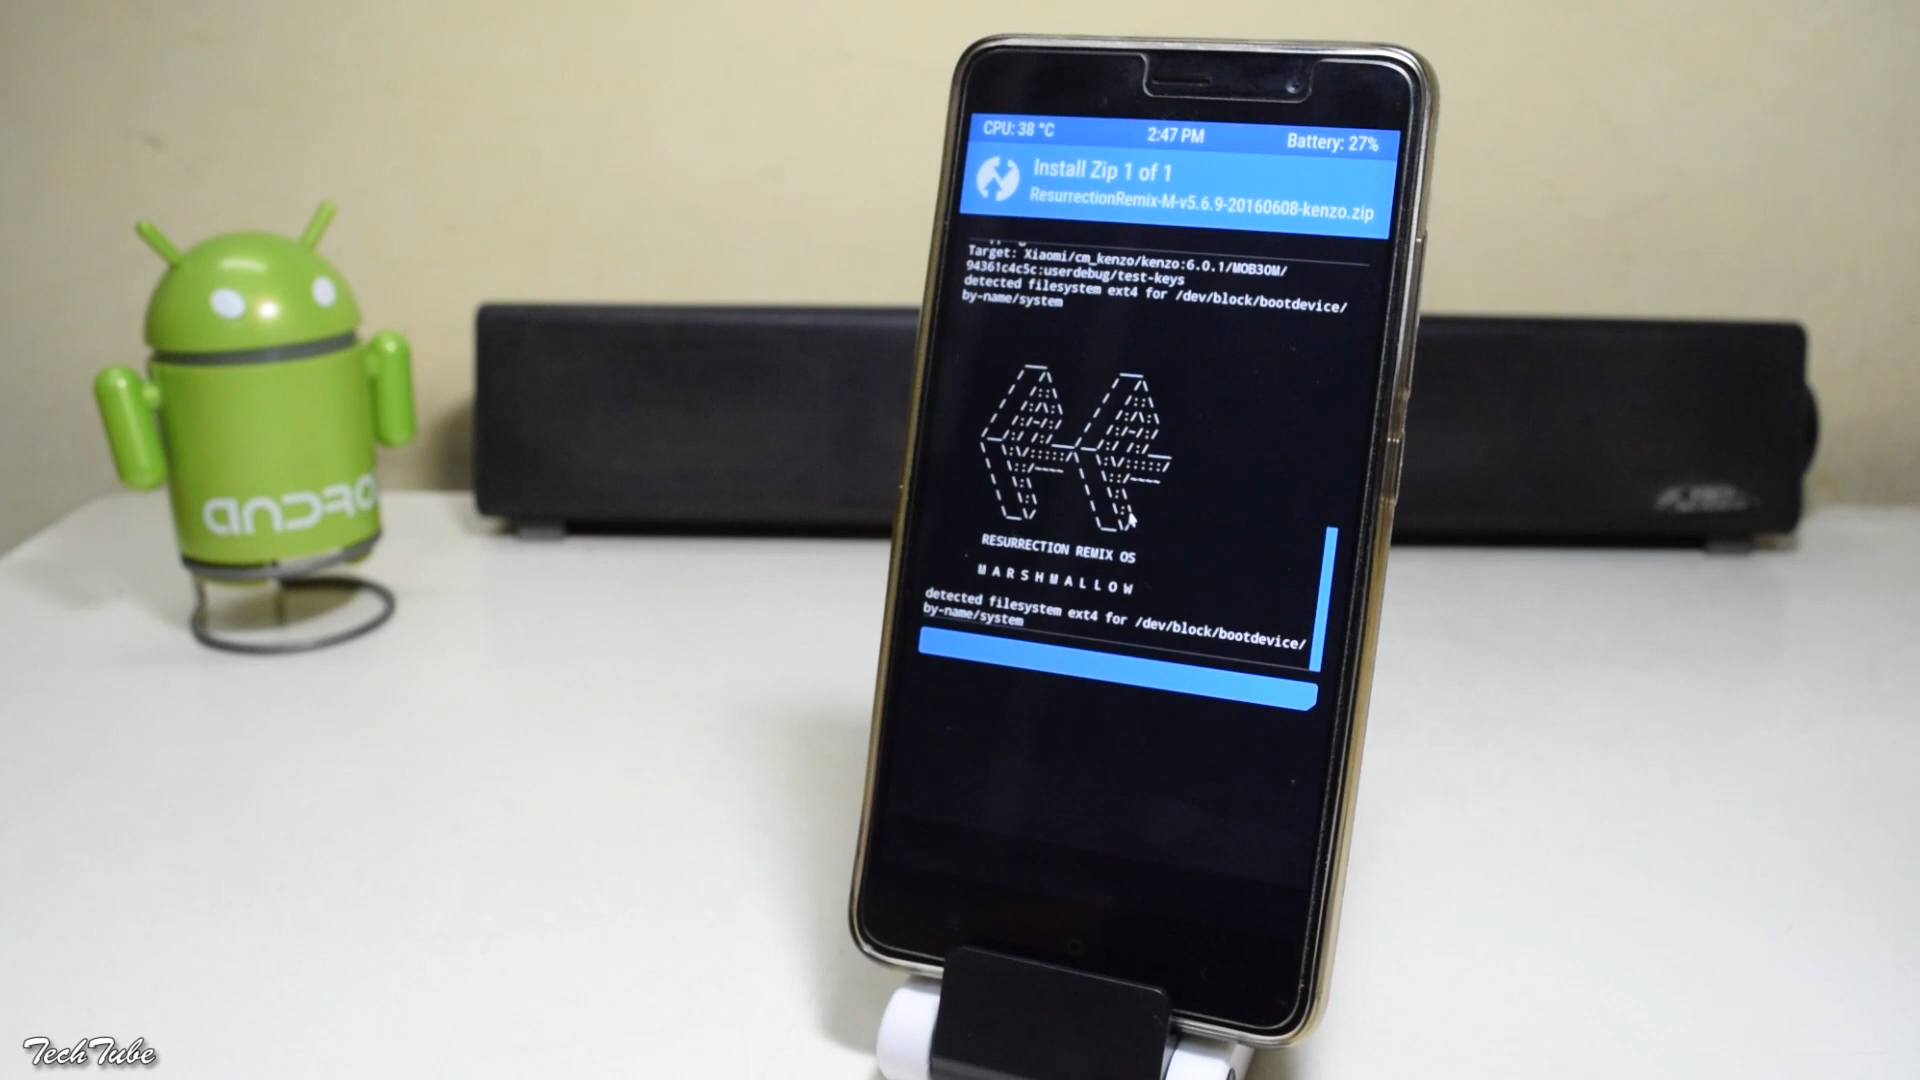 CPU: 38 °C 2:47 PM Battery: 27%
Install Zip 1 of 1
ResurrectionRemix-M-v5.6.9-20160608-kenzo.zip
Target: Xiaomi/cm_kenzo/kenzo:6.0.1/MOB30M/
94361c4c5c:userdebug/test-keys
detected filesystem ext4 for /dev/block/bootdevice/
by-name/system
RESURRECTION REMIX OS
M A R S H M A L L O W
detected filesystem ext4 for /dev/block/bootdevice/
by-name/system
ANDRO
TechTube